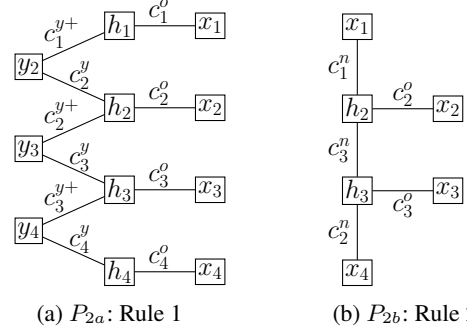 c_1^{y+} h_1 c_1^o x_1
y_2 c_2^y
c_2^{y+} h_2 c_2^o x_2
y_3 c_3^y
c_3^{y+} h_3 c_3^o x_3
y_4 c_4^y
h_4 c_4^o x_4
(a) P_{2a}: Rule 1
x_1
c_1^n
h_2 c_2^o x_2
c_3^n
h_3 c_3^o x_3
c_2^n
x_4
(b) P_{2b}: Rule